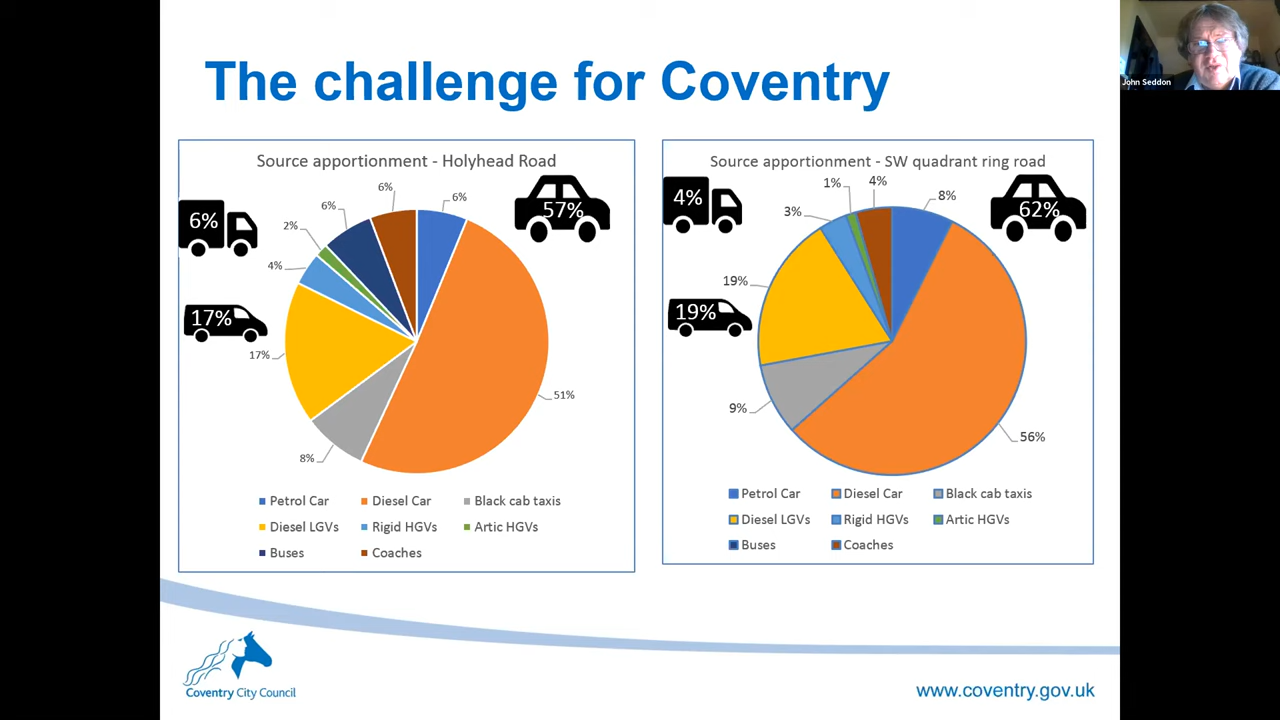 The challenge for Coventry
John Seddon
Source apportionment - Holyhead Road
6%
57%
17%
6%
51%
8%
17%
4%
2%
6%
6%
Petrol Car
Diesel Car
Black cab taxis
Diesel LGVs
Rigid HGVs
Artic HGVs
Buses
Coaches
Source apportionment - SW quadrant ring road
4%
62%
19%
8%
56%
9%
19%
3%
1%
4%
Petrol Car
Diesel Car
Black cab taxis
Diesel LGVs
Rigid HGVs
Artic HGVs
Buses
Coaches
Coventry City Council
www.coventry.gov.uk